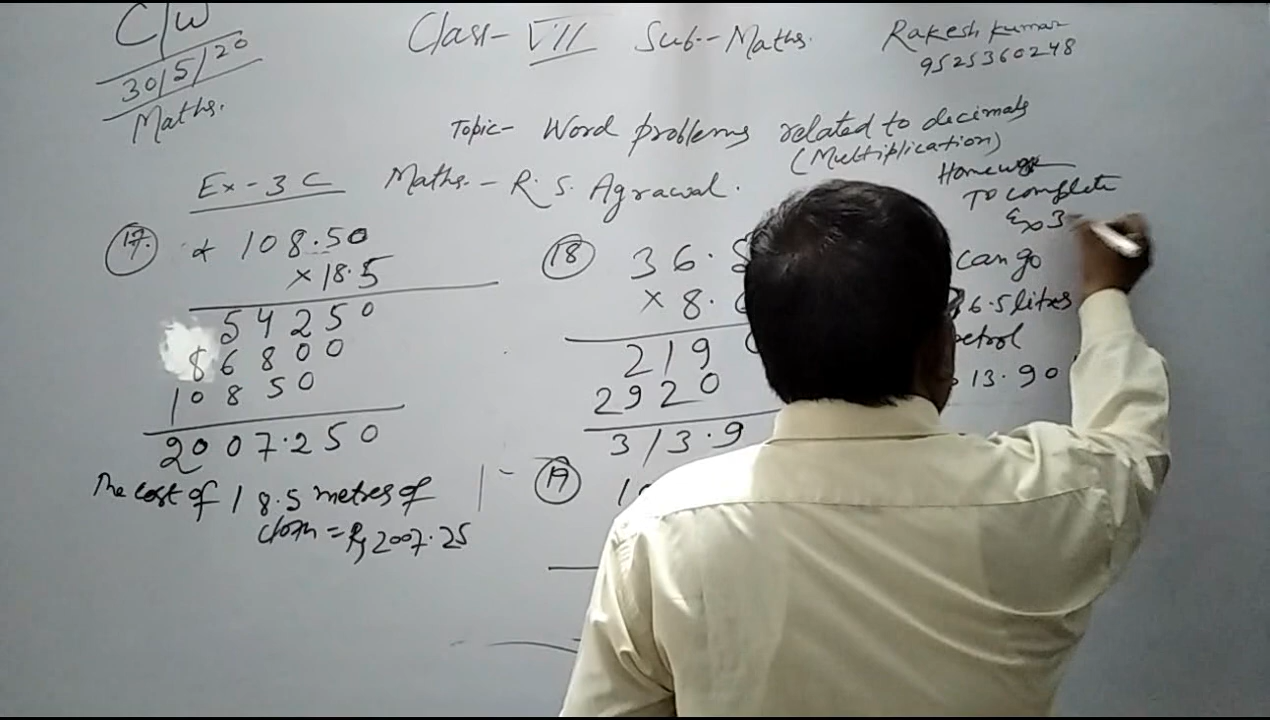 C/W
30/5/20
Maths.
Class- VII Sub:- Maths.
Rakesh Kumar
9525360248
Topic- Word problems related to decimals
(Multiplication)
Ex- 3 C Maths. - R. S. Agrawal.
Homework
To complete
Ex 3
17. 108.50
× 18.5
54250
86800
10850
2007.250
The cost of 18.5 metres of
cloth = Rs 2007.25
18 36.
× 8.
219
2920
313.9
can go
6.5 litres
petrol
13.90
19 1